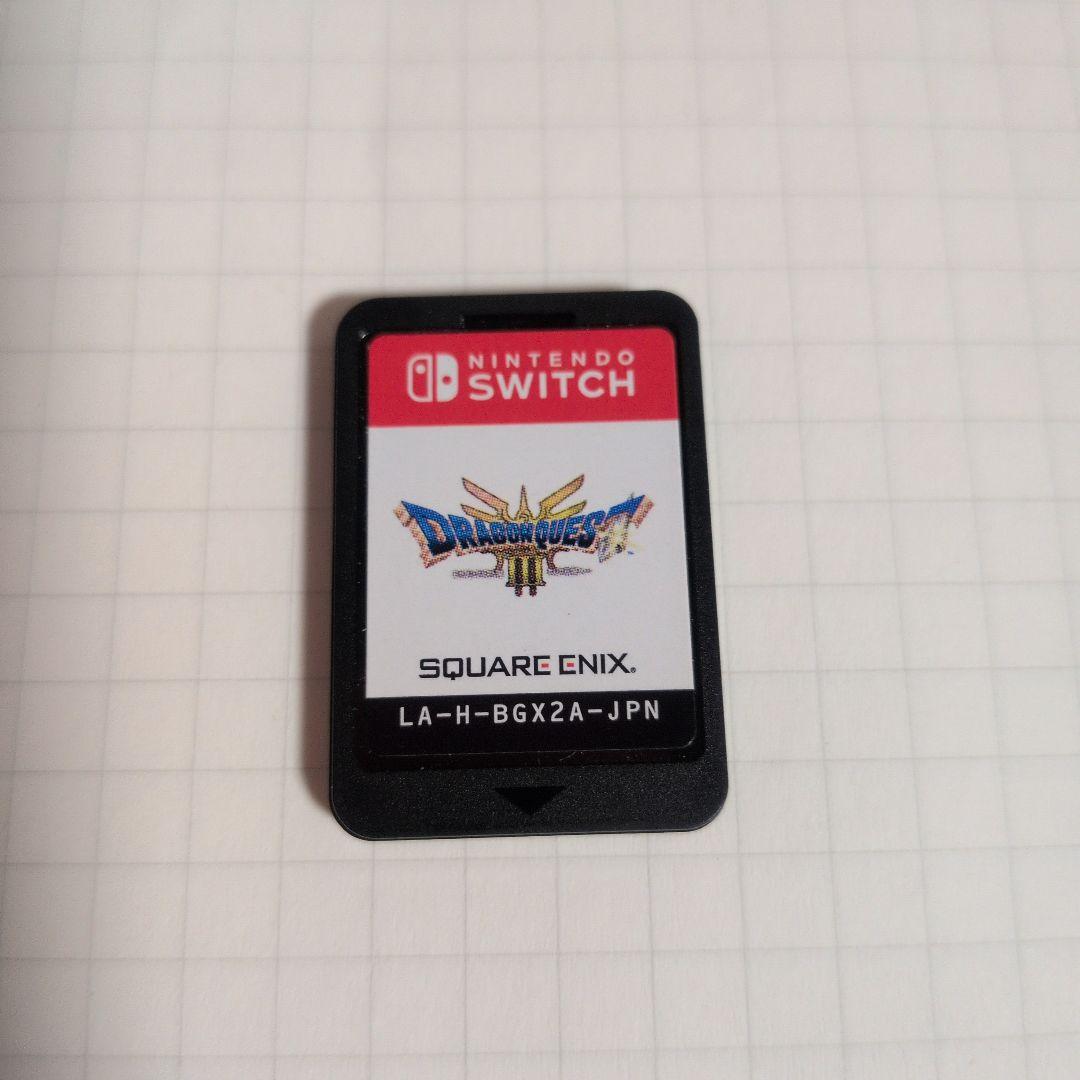 NINTENDO
SWITCH
DRAGON QUEST
III
SQUARE ENIX®
LA-H-BGX2A-JPN